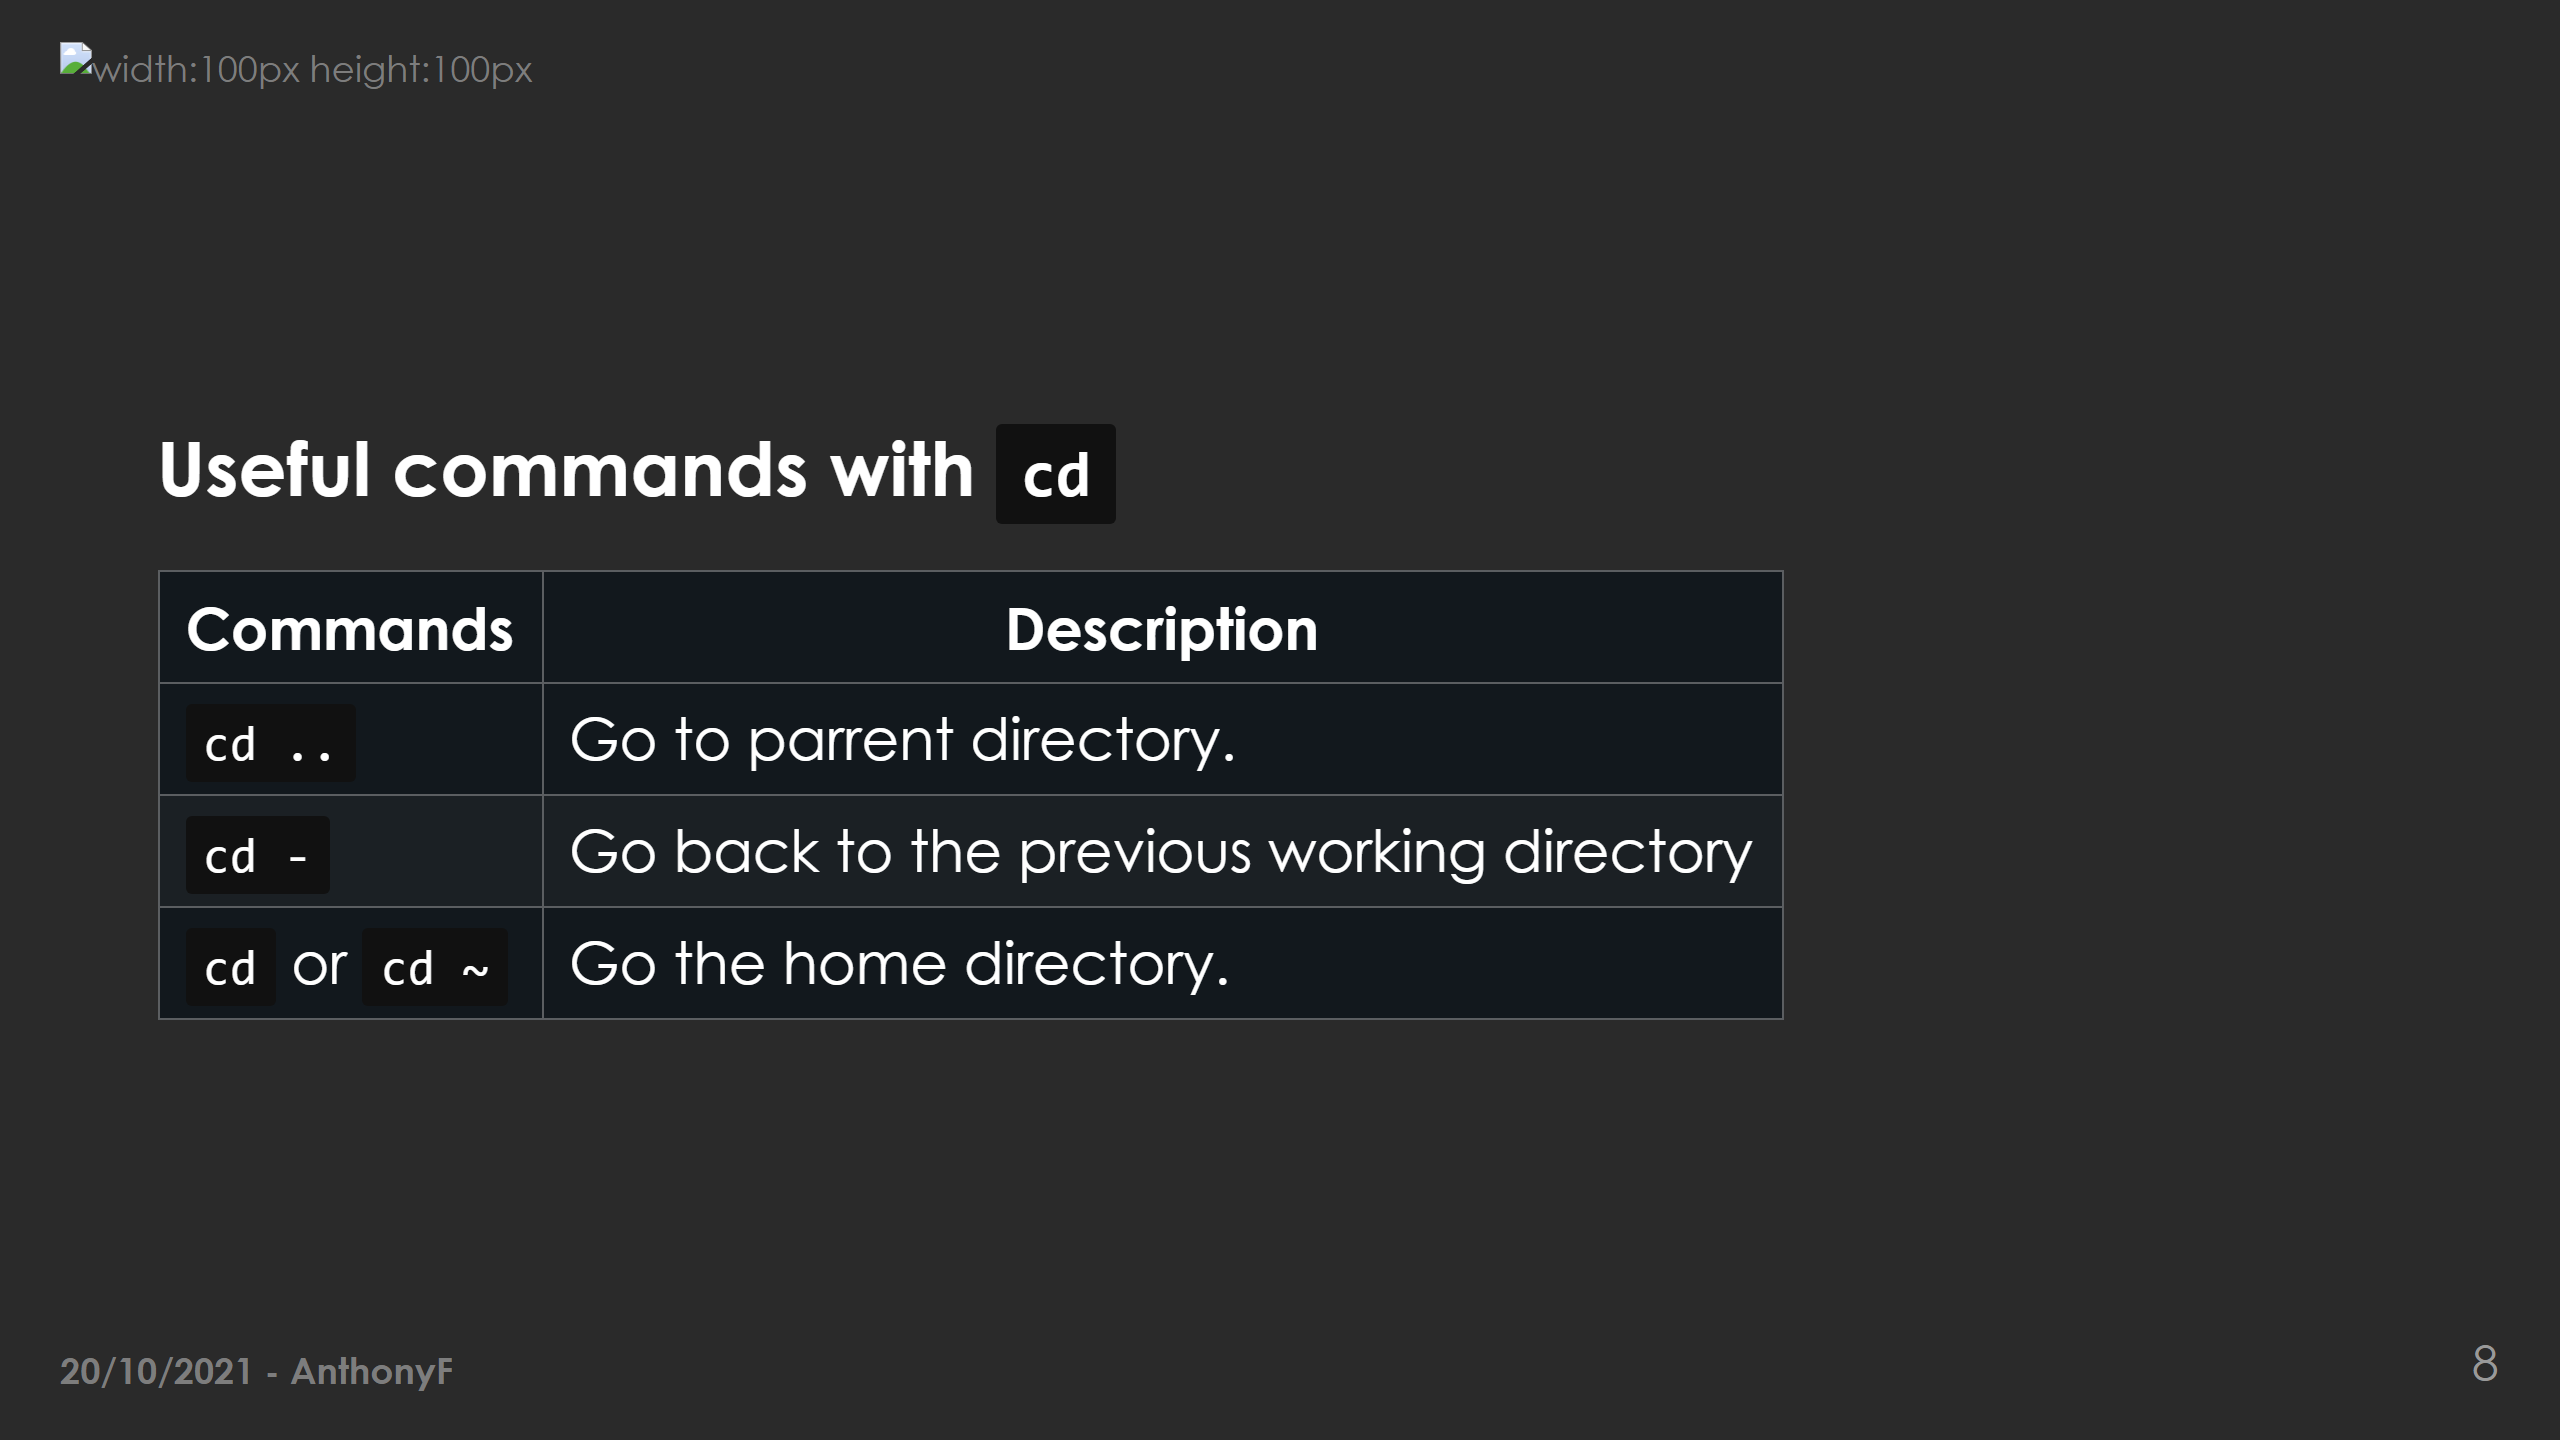 width:100px height:100px
Useful commands with cd
Commands Description
cd .. Go to parrent directory.
cd - Go back to the previous working directory
cd or cd ~ Go the home directory.
20/10/2021 - AnthonyF 8